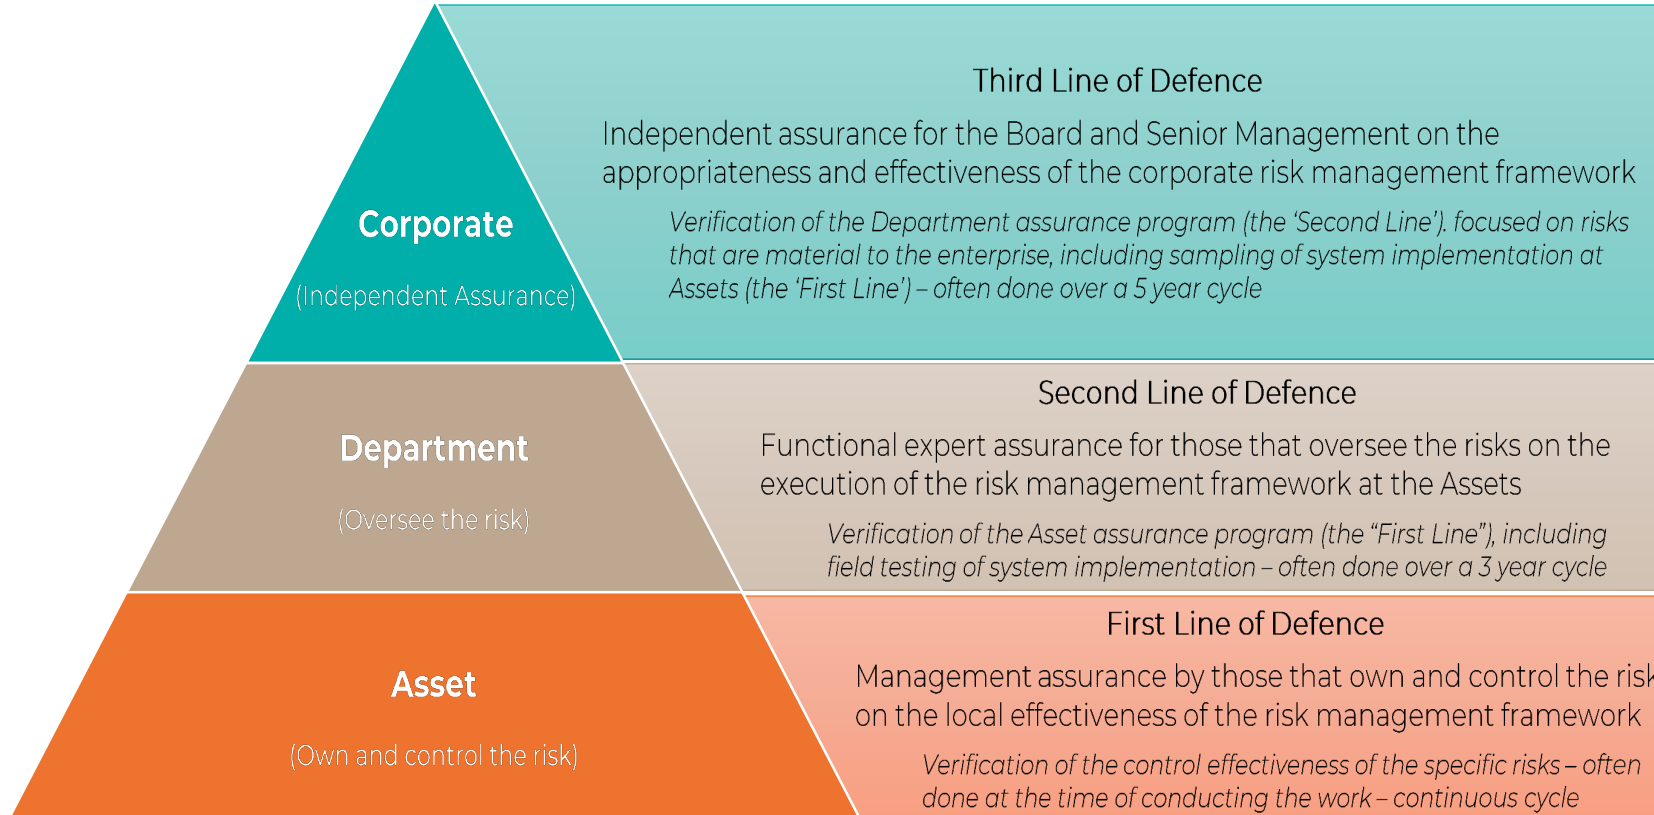 Third Line of Defence
Independent assurance for the Board and Senior Management on the
appropriateness and effectiveness of the corporate risk management framework
Verification of the Department assurance program (the ‘Second Line’). focused on risks
that are material to the enterprise, including sampling of system implementation at
Assets (the ‘First Line’) – often done over a 5 year cycle
Corporate
(Independent Assurance)
Second Line of Defence
Functional expert assurance for those that oversee the risks on the
execution of the risk management framework at the Assets
Verification of the Asset assurance program (the “First Line”), including
field testing of system implementation – often done over a 3 year cycle
Department
(Oversee the risk)
First Line of Defence
Management assurance by those that own and control the risk
on the local effectiveness of the risk management framework
Verification of the control effectiveness of the specific risks – often
done at the time of conducting the work – continuous cycle
Asset
(Own and control the risk)